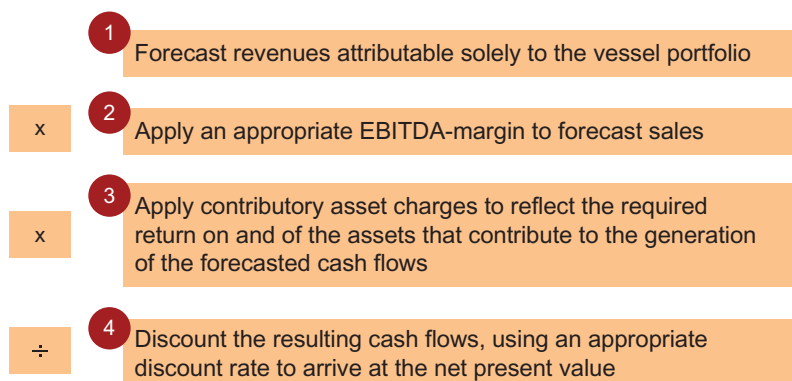 1
Forecast revenues attributable solely to the vessel portfolio
x
2
Apply an appropriate EBITDA-margin to forecast sales
x
3
Apply contributory asset charges to reflect the required
return on and of the assets that contribute to the generation
of the forecasted cash flows
÷
4
Discount the resulting cash flows, using an appropriate
discount rate to arrive at the net present value